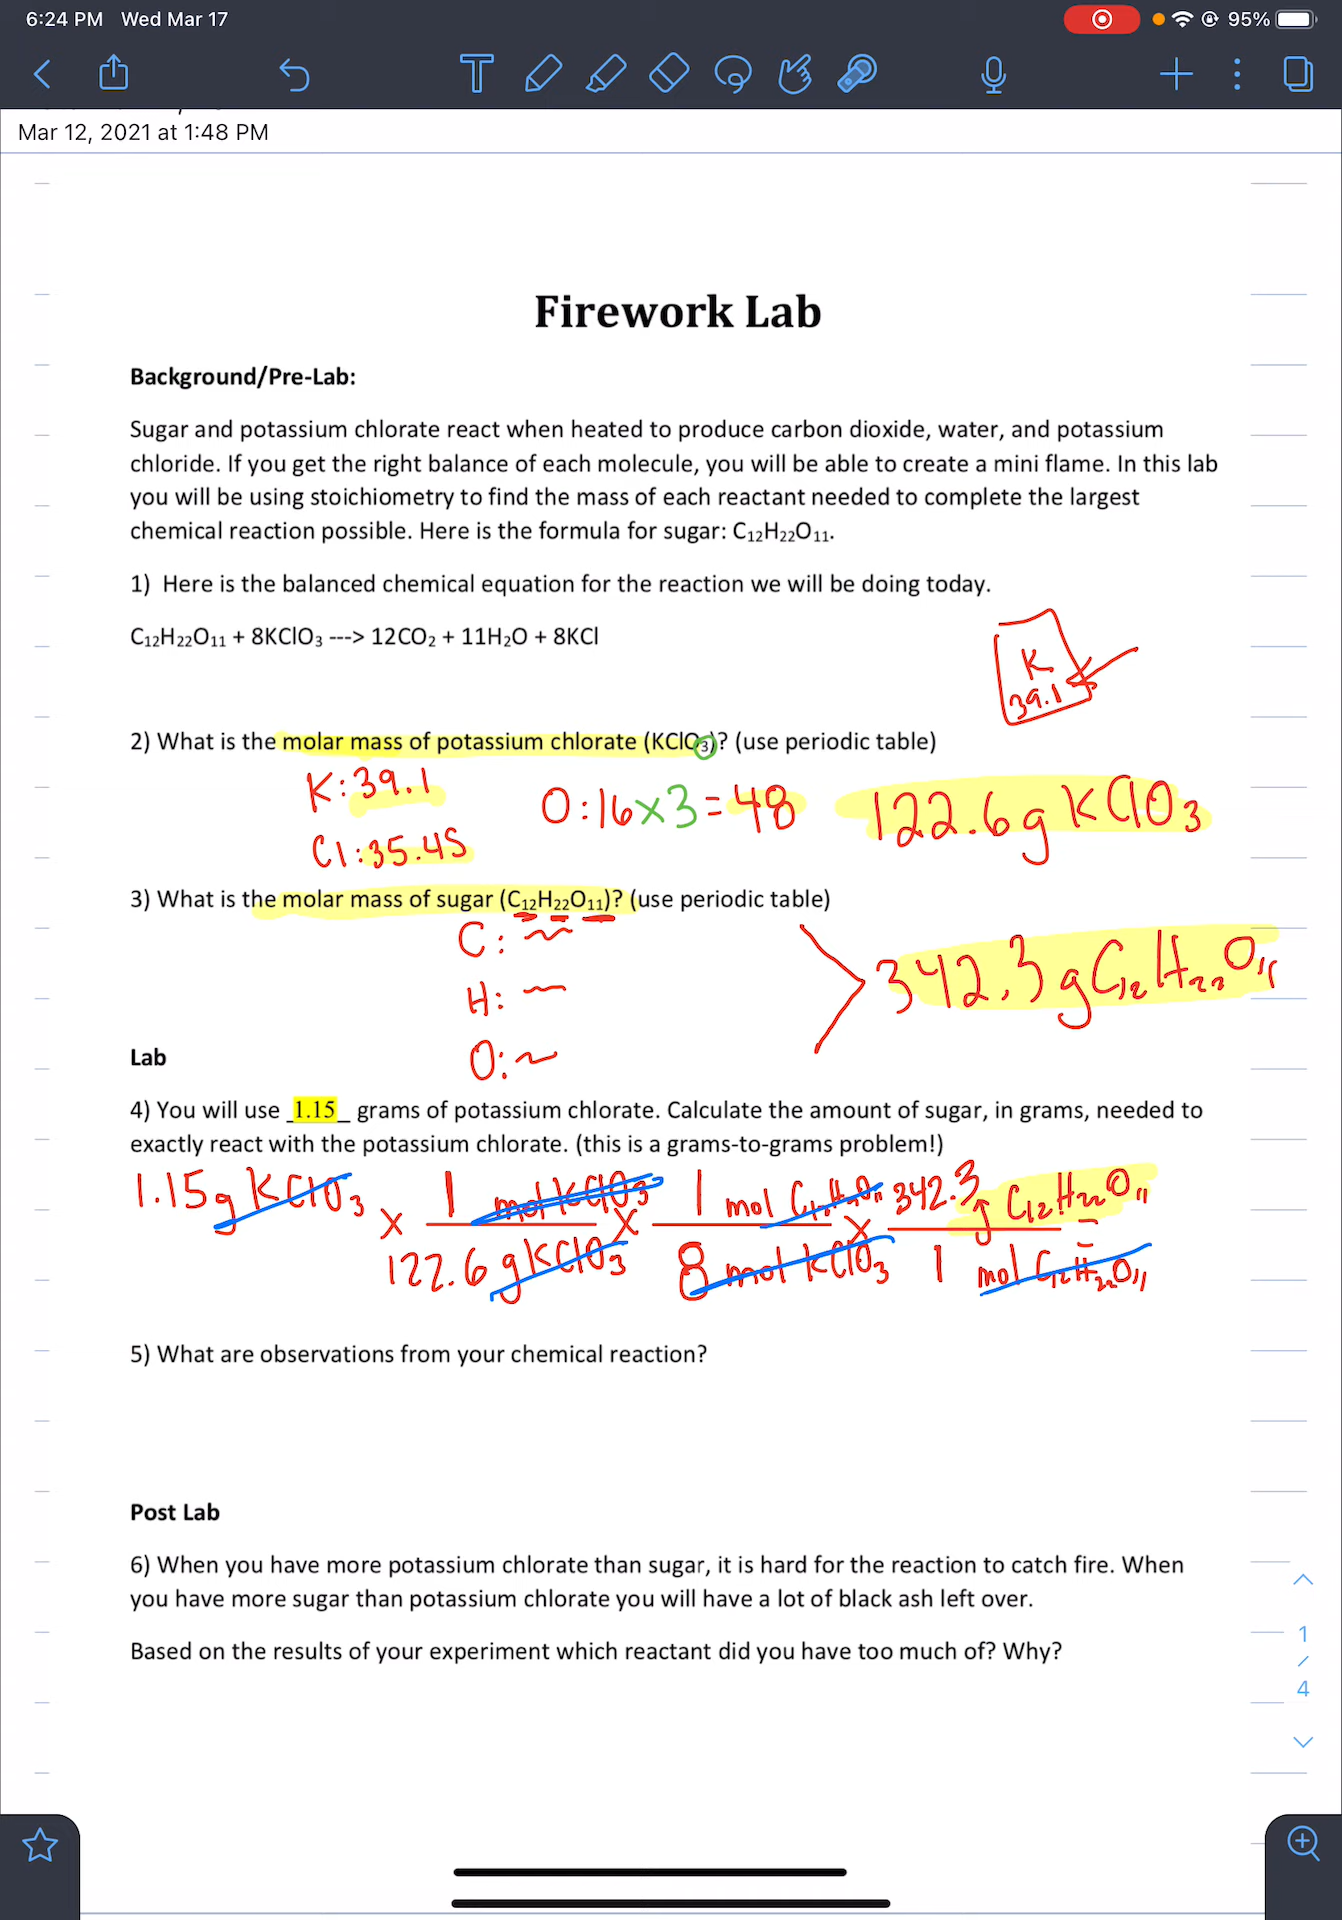 6:24 PM Wed Mar 17
95%
Mar 12, 2021 at 1:48 PM
Firework Lab
Background/Pre-Lab:
Sugar and potassium chlorate react when heated to produce carbon dioxide, water, and potassium
chloride. If you get the right balance of each molecule, you will be able to create a mini flame. In this lab
you will be using stoichiometry to find the mass of each reactant needed to complete the largest
chemical reaction possible. Here is the formula for sugar: C₁₂H₂₂O₁₁.
1) Here is the balanced chemical equation for the reaction we will be doing today.
C₁₂H₂₂O₁₁ + 8KClO₃ ---> 12CO₂ + 11H₂O + 8KCl
K
39.1
2) What is the molar mass of potassium chlorate (KClO₃)? (use periodic table)
K: 39.1
O: 16 x 3 = 48
122.6 g KClO₃
Cl: 35.45
3) What is the molar mass of sugar (C₁₂H₂₂O₁₁)? (use periodic table)
C: ~
342.3 g C₁₂H₂₂O₁₁
H: ~
O: ~
Lab
4) You will use _1.15_ grams of potassium chlorate. Calculate the amount of sugar, in grams, needed to
exactly react with the potassium chlorate. (this is a grams-to-grams problem!)
1.15 g KClO₃ x 1 mol KClO₃ x 1 mol C₁₂H₂₂O₁₁ x 342.3 g C₁₂H₂₂O₁₁
122.6 g KClO₃ 8 mol KClO₃ 1 mol C₁₂H₂₂O₁₁
5) What are observations from your chemical reaction?
Post Lab
6) When you have more potassium chlorate than sugar, it is hard for the reaction to catch fire. When
you have more sugar than potassium chlorate you will have a lot of black ash left over.
Based on the results of your experiment which reactant did you have too much of? Why?
1
/
4